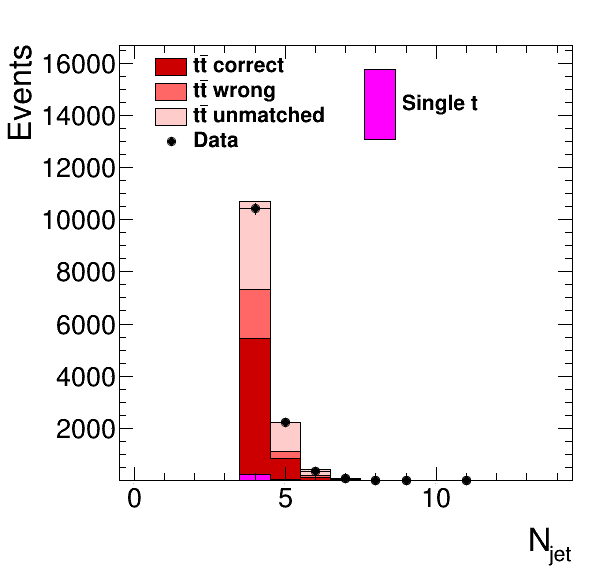 Events
16000
14000
12000
10000
8000
6000
4000
2000
tt̄ correct
tt̄ wrong
tt̄ unmatched
Data
Single t
0 5 10
N_jet